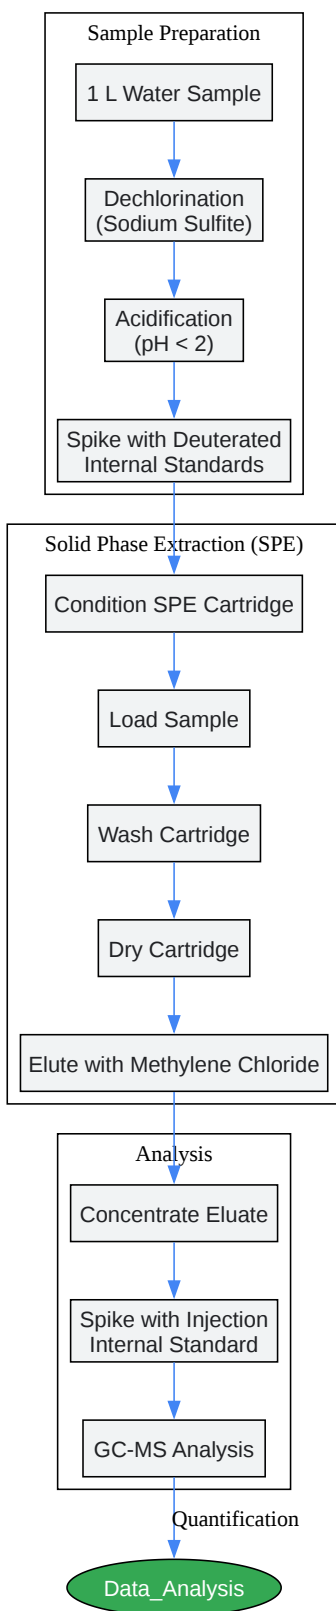 Sample Preparation
1 L Water Sample
Dechlorination
(Sodium Sulfite)
Acidification
(pH < 2)
Spike with Deuterated
Internal Standards
Solid Phase Extraction (SPE)
Condition SPE Cartridge
Load Sample
Wash Cartridge
Dry Cartridge
Elute with Methylene Chloride
Analysis
Concentrate Eluate
Spike with Injection
Internal Standard
GC-MS Analysis
Quantification
Data_Analysis